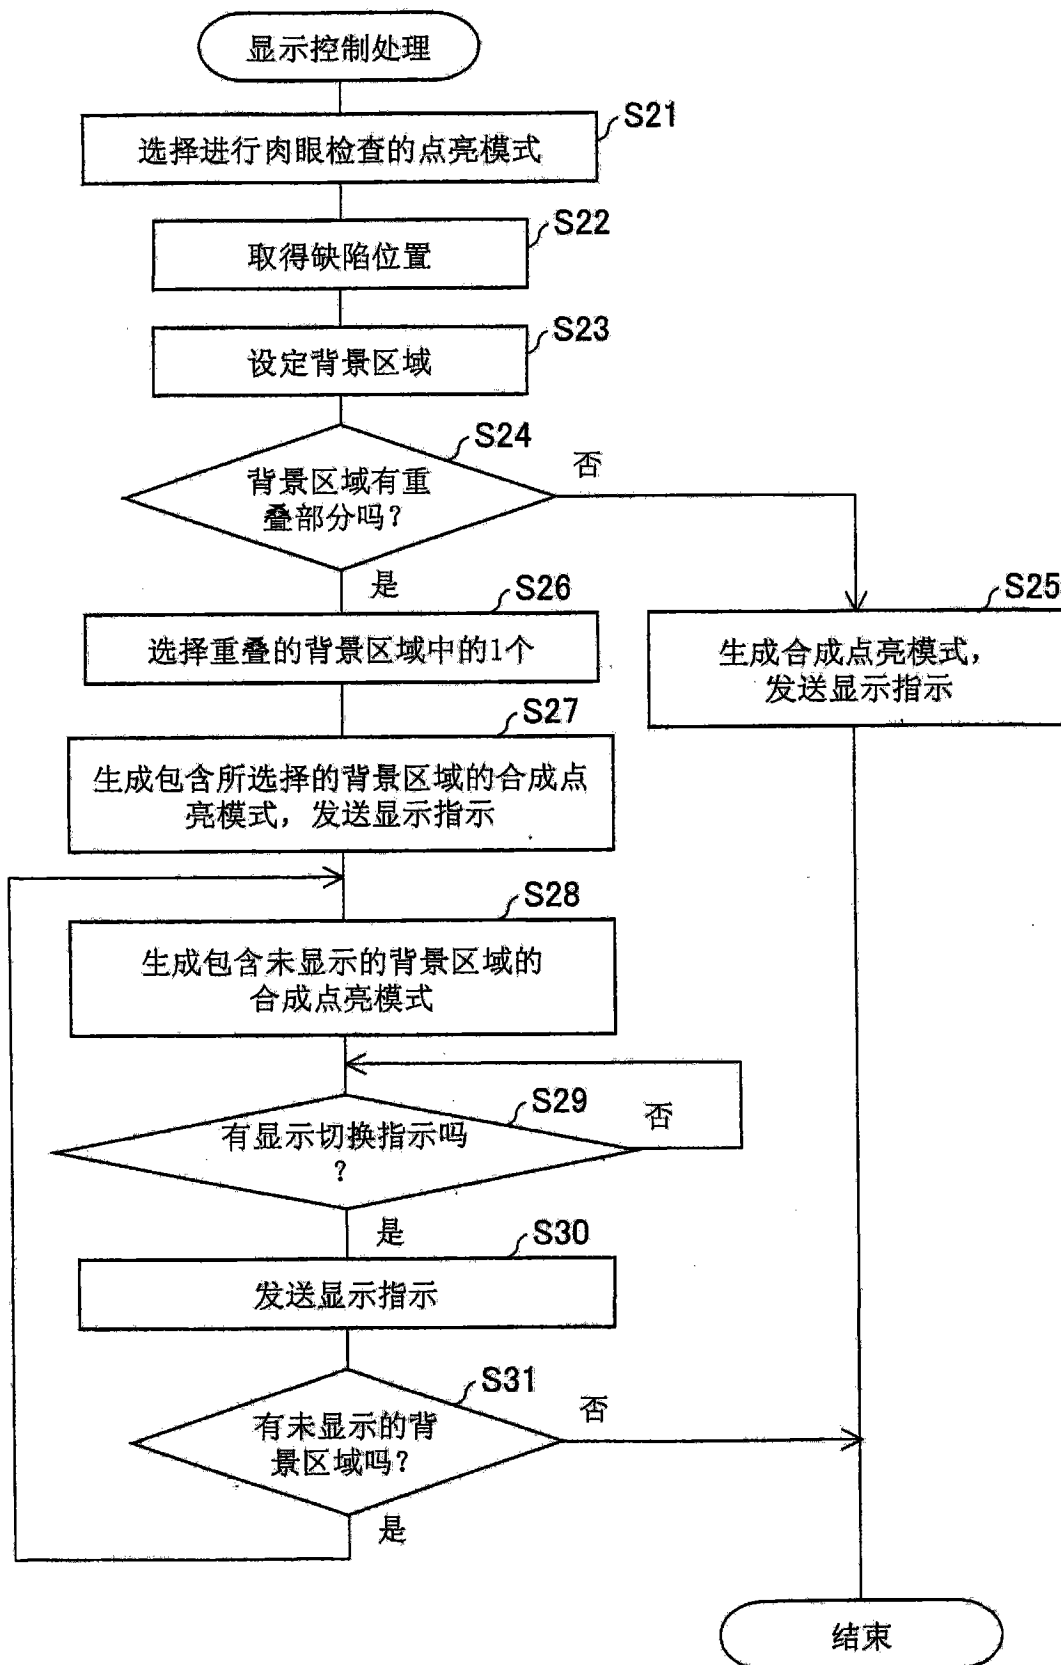 显示控制处理
S21
选择进行肉眼检查的点亮模式
S22
取得缺陷位置
S23
设定背景区域
S24
背景区域有重
叠部分吗?
否
是
S26
选择重叠的背景区域中的1个
S25
生成合成点亮模式,
发送显示指示
S27
生成包含所选择的背景区域的合成点
亮模式, 发送显示指示
S28
生成包含未显示的背景区域的
合成点亮模式
S29
有显示切换指示吗
?
否
是
S30
发送显示指示
S31
有未显示的背
景区域吗?
否
是
结束